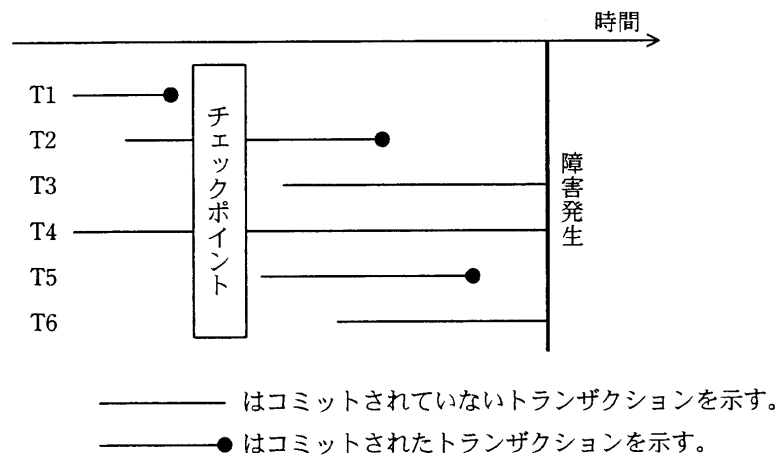 時間
T1
T2
T3
T4
T5
T6
チェックポイント
障害発生
はコミットされていないトランザクションを示す。
はコミットされたトランザクションを示す。